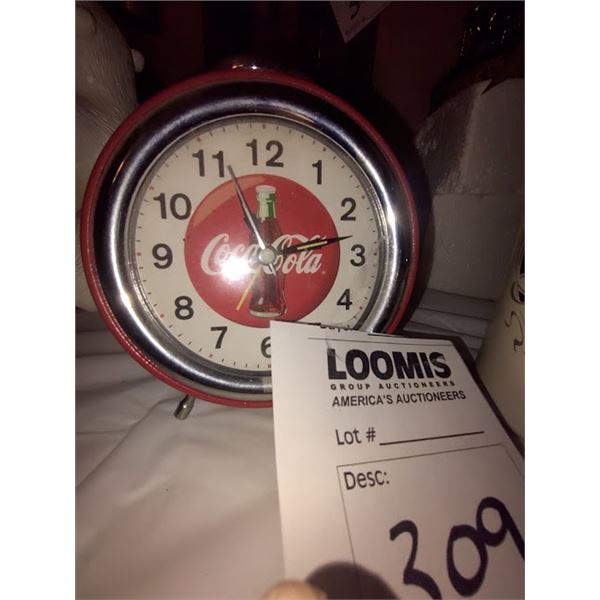 12
11
1
10
2
9
Coca-Cola
3
8
4
7
6
LOOMIS
GROUP AUCTIONEERS
AMERICA'S AUCTIONEERS
Lot #
Desc:
309